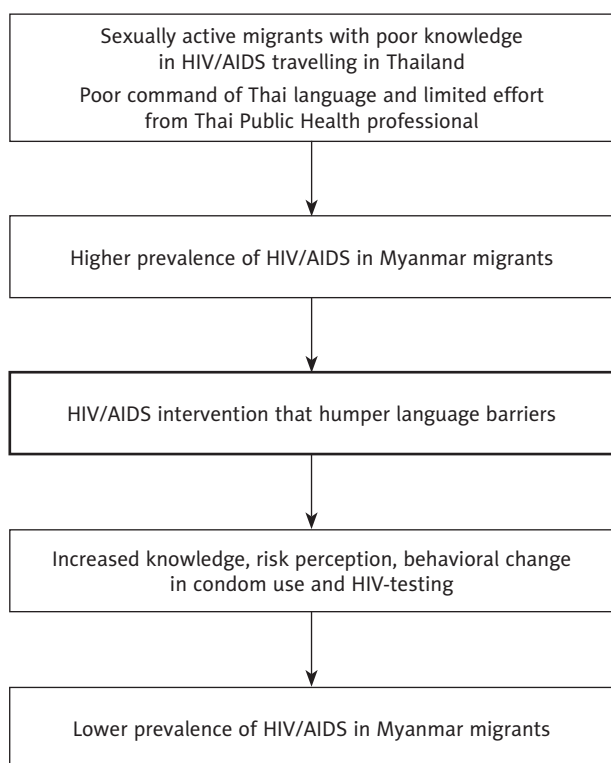 Sexually active migrants with poor knowledge
in HIV/AIDS travelling in Thailand
Poor command of Thai language and limited effort
from Thai Public Health professional
Higher prevalence of HIV/AIDS in Myanmar migrants
HIV/AIDS intervention that humper language barriers
Increased knowledge, risk perception, behavioral change
in condom use and HIV-testing
Lower prevalence of HIV/AIDS in Myanmar migrants